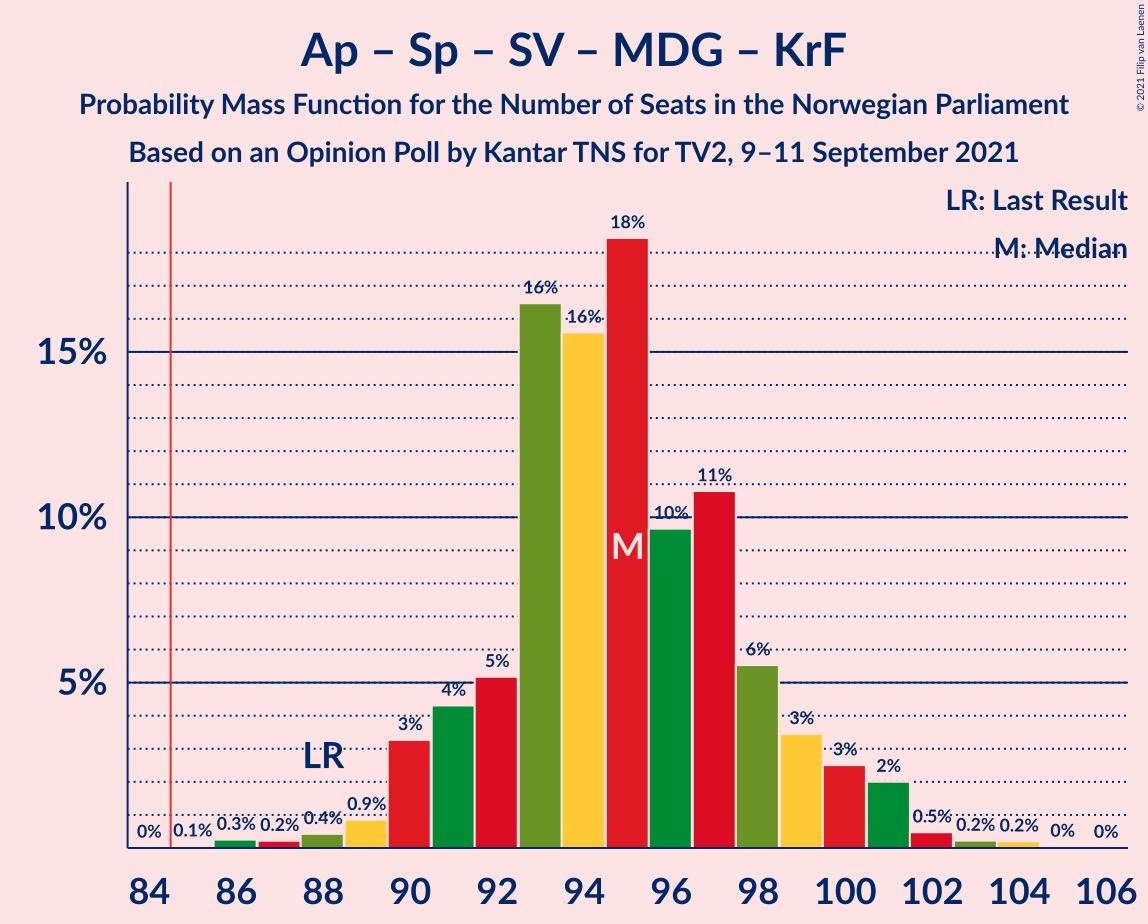 Ap – Sp – SV – MDG – KrF
Probability Mass Function for the Number of Seats in the Norwegian Parliament
Based on an Opinion Poll by Kantar TNS for TV2, 9–11 September 2021
© 2021 Filip van Laenen
LR: Last Result
M: Median
15%
10%
5%
0%
0.1%
0.3%
0.2%
0.4%
0.9%
3%
4%
5%
16%
16%
18%
10%
11%
6%
3%
3%
2%
0.5%
0.2%
0.2%
0%
0%
LR
M
84 86 88 90 92 94 96 98 100 102 104 106